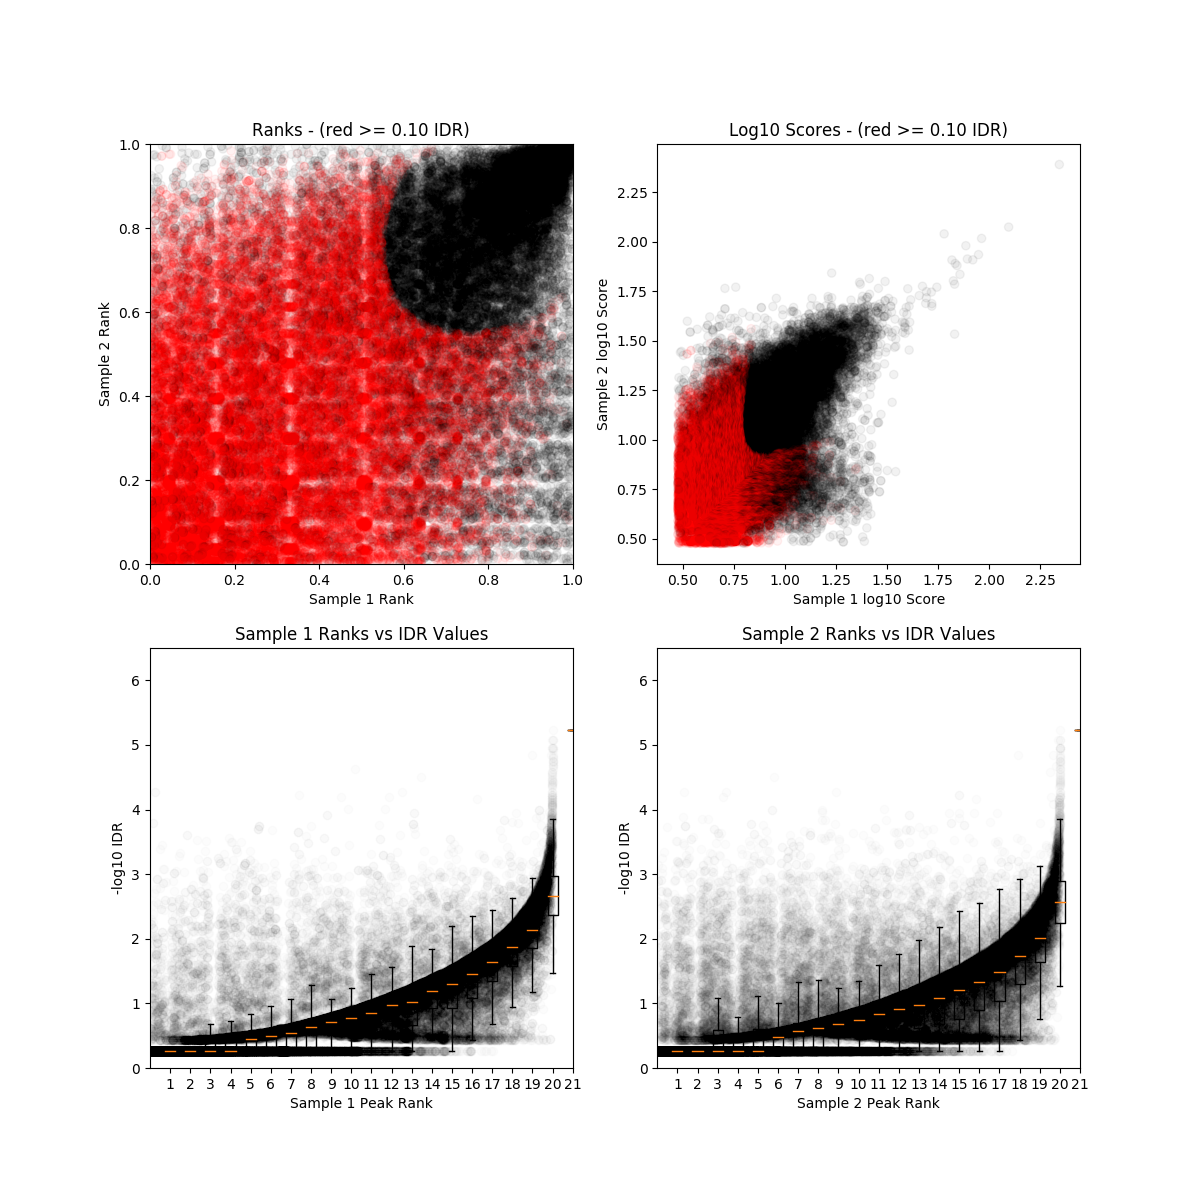 Ranks - (red >= 0.10 IDR)
1.0
0.8
0.6
0.4
0.2
0.0
Sample 2 Rank
0.0 0.2 0.4 0.6 0.8 1.0
Sample 1 Rank
Log10 Scores - (red >= 0.10 IDR)
2.25
2.00
1.75
1.50
1.25
1.00
0.75
0.50
Sample 2 log10 Score
0.50 0.75 1.00 1.25 1.50 1.75 2.00 2.25
Sample 1 log10 Score
Sample 1 Ranks vs IDR Values
6
5
4
3
2
1
0
-log10 IDR
1 2 3 4 5 6 7 8 9 10 11 12 13 14 15 16 17 18 19 20 21
Sample 1 Peak Rank
Sample 2 Ranks vs IDR Values
6
5
4
3
2
1
0
-log10 IDR
1 2 3 4 5 6 7 8 9 10 11 12 13 14 15 16 17 18 19 20 21
Sample 2 Peak Rank